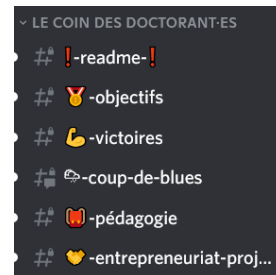 LE COIN DES DOCTORANT·ES
❗-readme-❗
🏅-objectifs
💪-victoires
🌧-coup-de-blues
🎒-pédagogie
🤝-entrepreneuriat-proj...